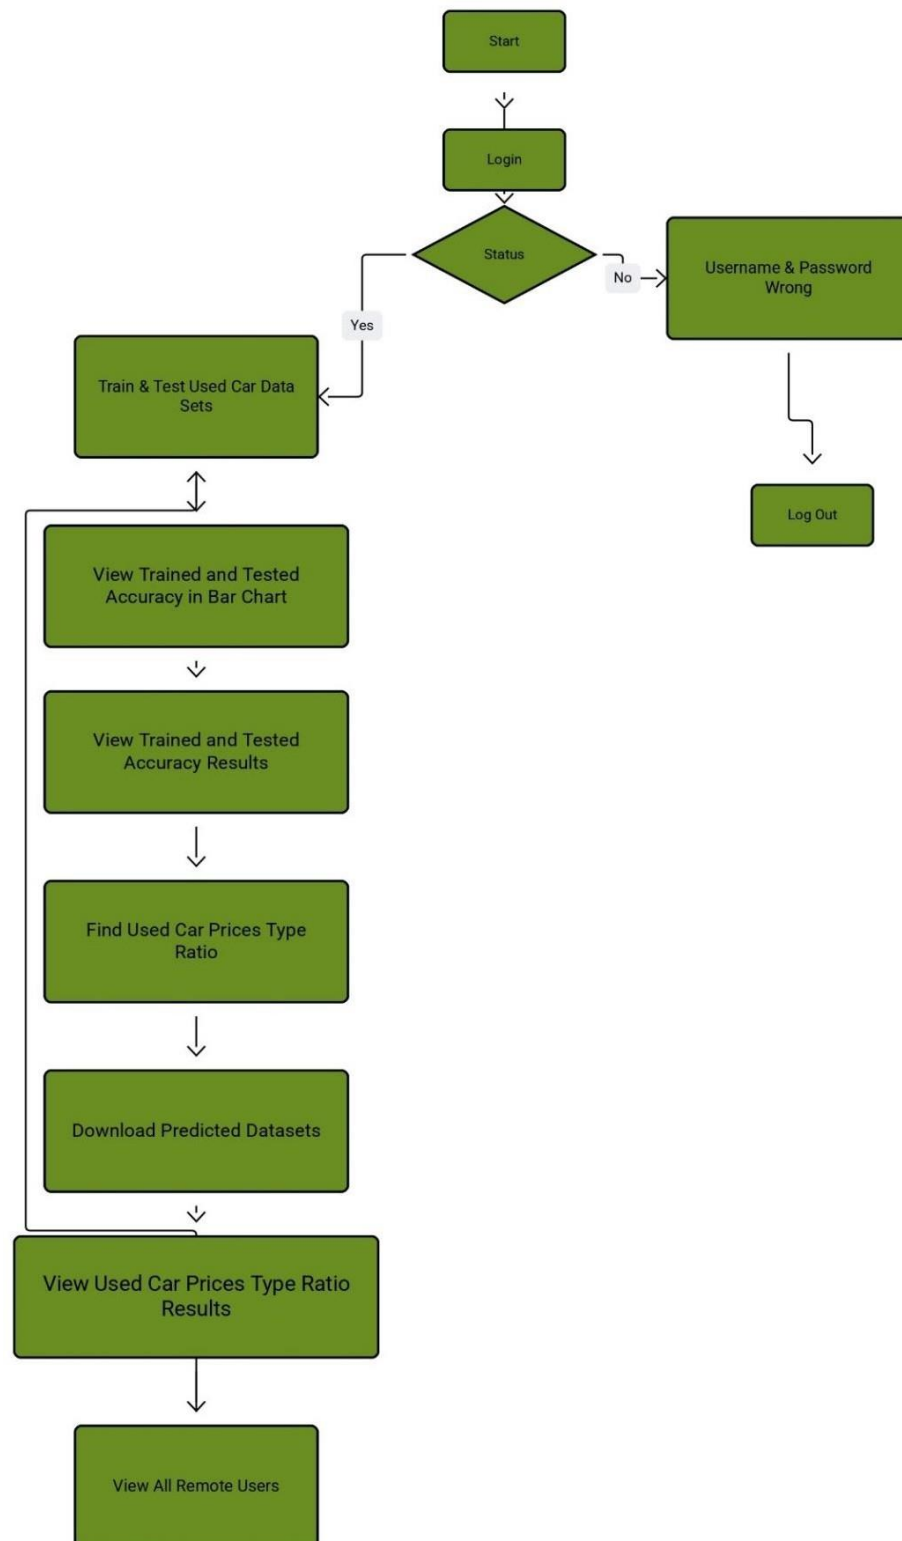 Start
Login
Status
No
Username & Password
Wrong
Yes
Train & Test Used Car Data
Sets
Log Out
View Trained and Tested
Accuracy in Bar Chart
View Trained and Tested
Accuracy Results
Find Used Car Prices Type
Ratio
Download Predicted Datasets
View Used Car Prices Type Ratio
Results
View All Remote Users